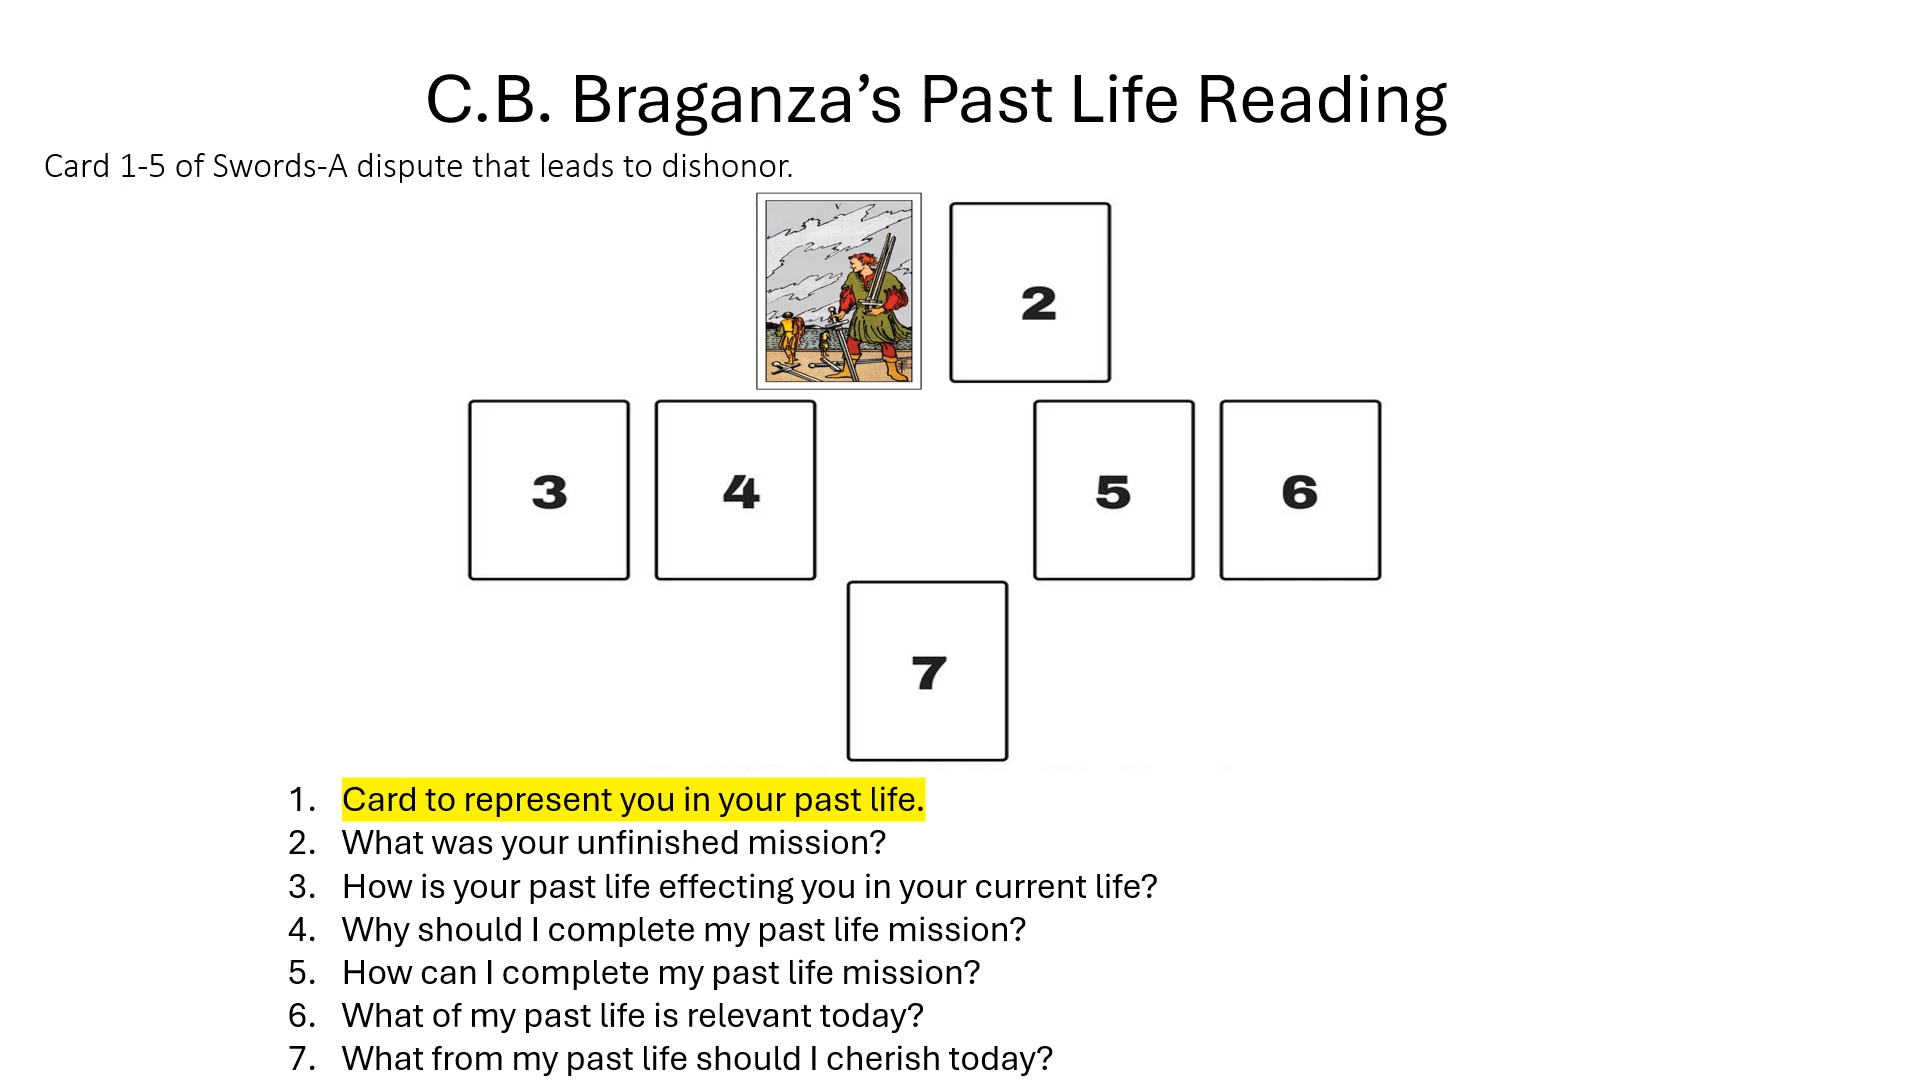 C.B. Braganza’s Past Life Reading
Card 1-5 of Swords-A dispute that leads to dishonor.
V
2
3 4 5 6
7
1. Card to represent you in your past life.
2. What was your unfinished mission?
3. How is your past life effecting you in your current life?
4. Why should I complete my past life mission?
5. How can I complete my past life mission?
6. What of my past life is relevant today?
7. What from my past life should I cherish today?